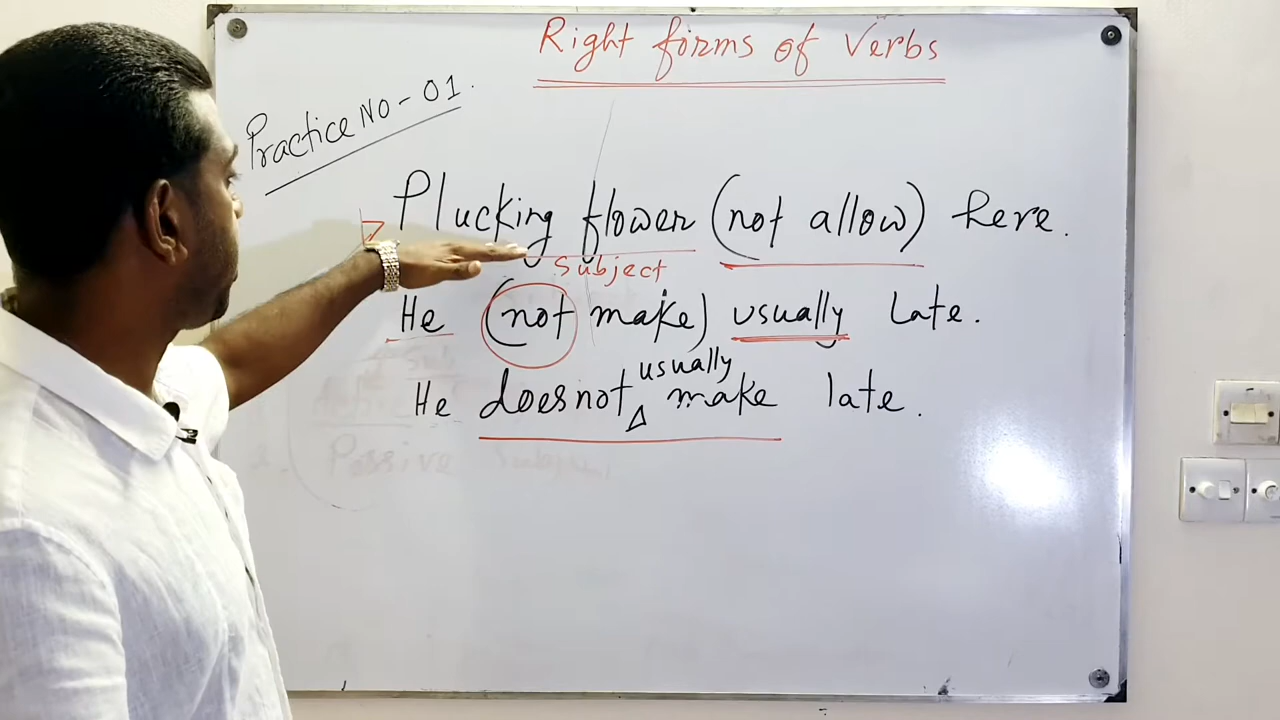 Right forms of Verbs
Practice No - 01.
Plucking flower (not allow) here.
Subject
He (not make) usually late.
usually
He doesnot make late.